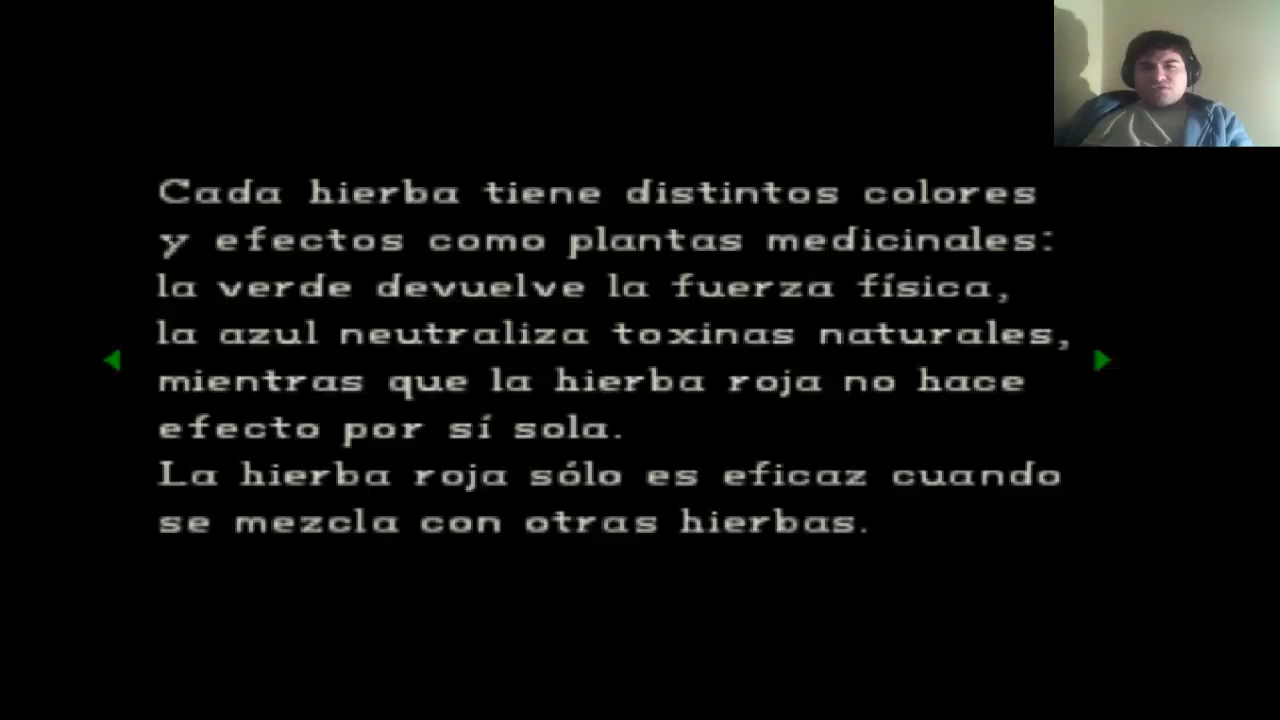 Cada hierba tiene distintos colores
y efectos como plantas medicinales:
la verde devuelve la fuerza física,
la azul neutraliza toxinas naturales,
mientras que la hierba roja no hace
efecto por sí sola.
La hierba roja sólo es eficaz cuando
se mezcla con otras hierbas.